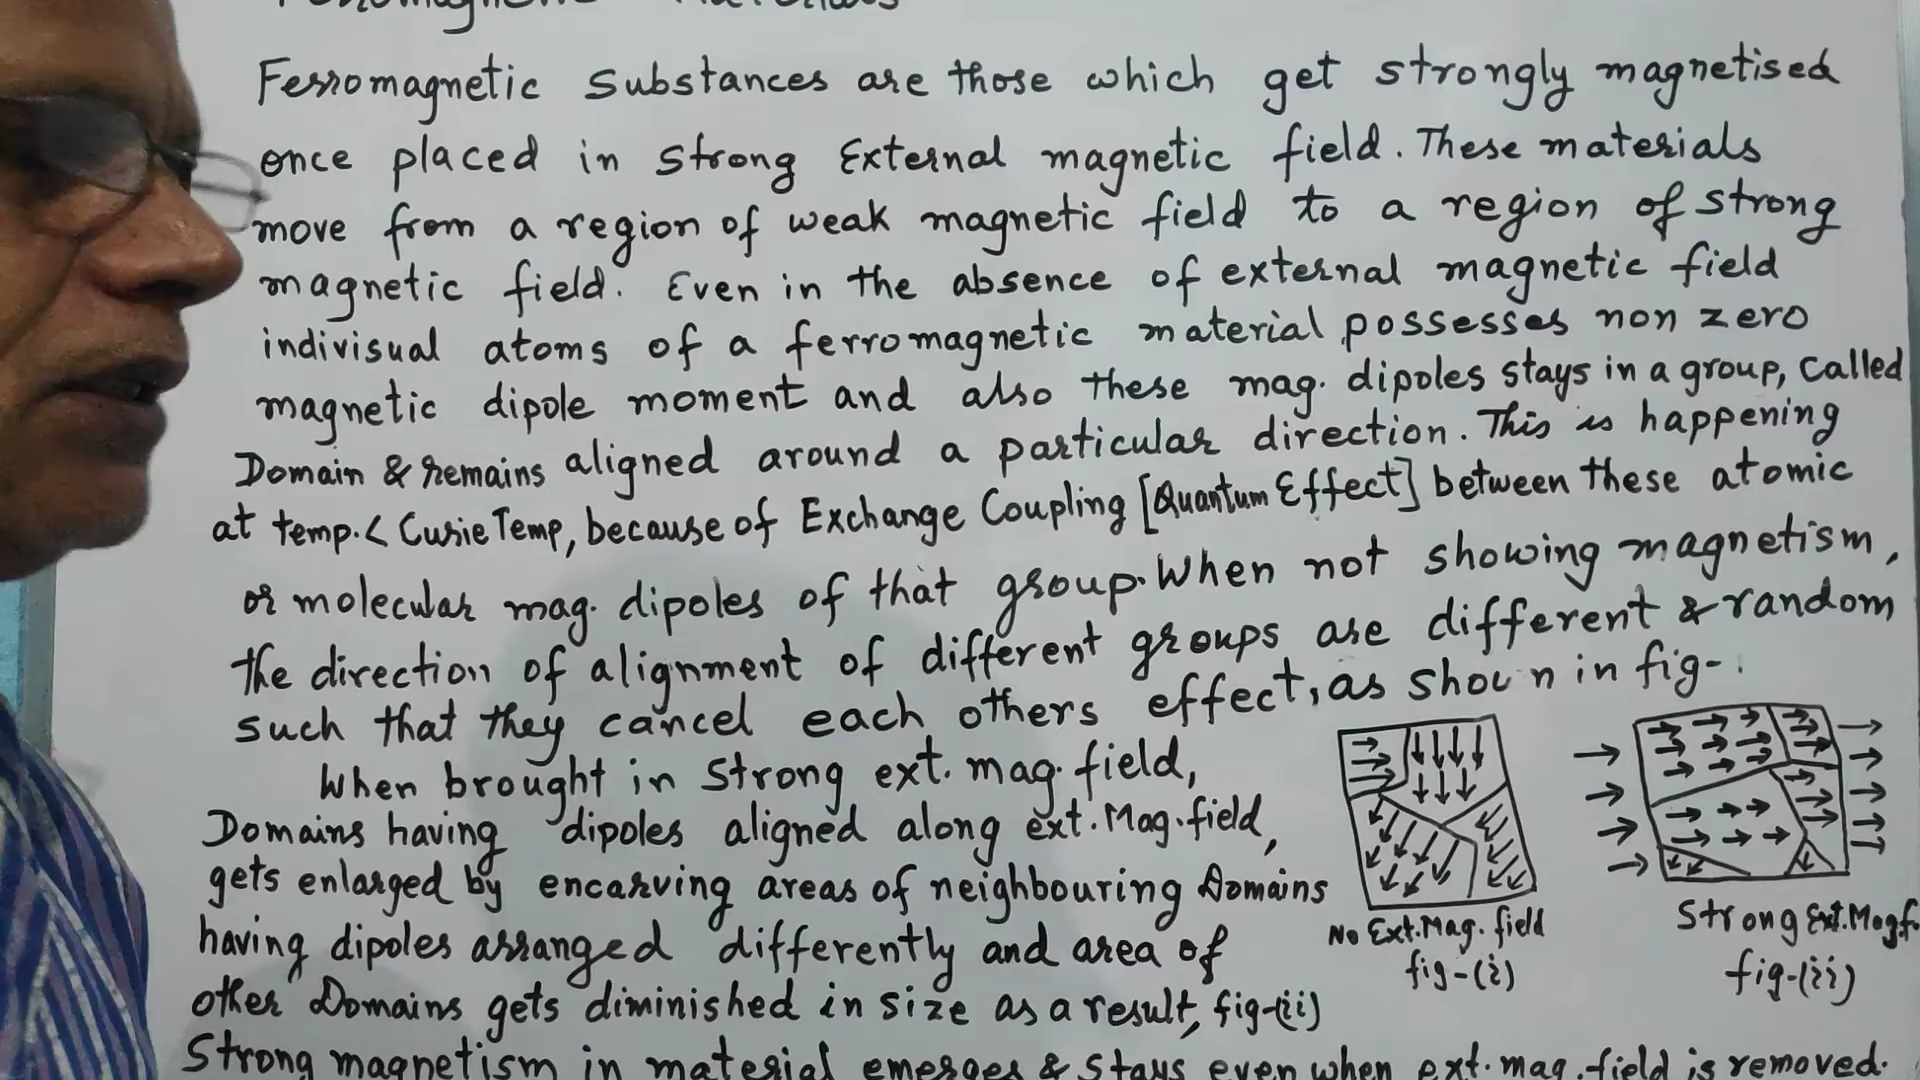 Ferromagnetic Materials
Ferromagnetic substances are those which get strongly magnetised
once placed in strong External magnetic field. These materials
move from a region of weak magnetic field to a region of strong
magnetic field. Even in the absence of external magnetic field
indivisual atoms of a ferromagnetic material possesses non zero
magnetic dipole moment and also these mag. dipoles stays in a group, called
Domain & remains aligned around a particular direction. This is happening
at temp. < Curie Temp, because of Exchange Coupling [Quantum Effect] between these atomic
or molecular mag. dipoles of that group. When not showing magnetism,
the direction of alignment of different groups are different & random
such that they cancel each others effect, as shown in fig-
When brought in strong ext. mag. field,
Domains having dipoles aligned along ext. Mag. field,
gets enlarged by encarving areas of neighbouring Domains
having dipoles arranged differently and area of
other Domains gets diminished in size as a result, fig-(ii)
Strong magnetism in material emerges & stays even when ext. mag. field is removed.
No Ext. Mag. field
fig-(i)
Strong Ext. Mag. f
fig-(ii)